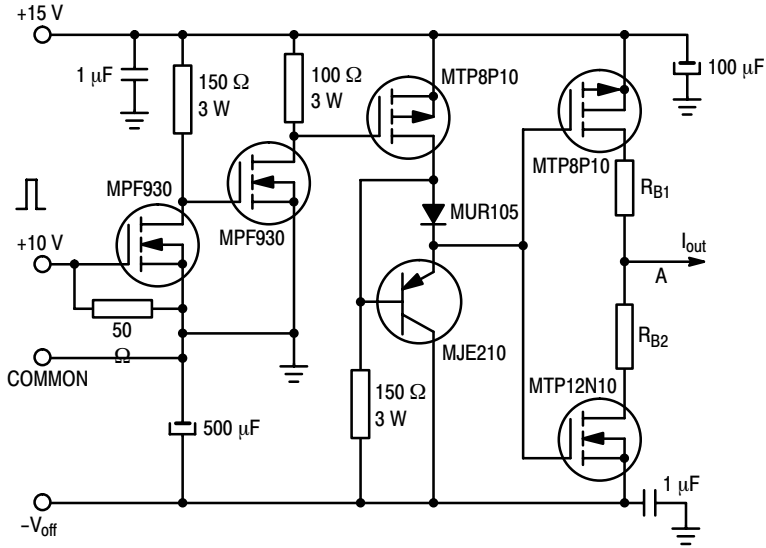 +15 V
1 μF
150 Ω
3 W
100 Ω
3 W
MTP8P10
100 μF
MTP8P10
MPF930
MPF930
MUR105
R_B1
+10 V
I_out
A
50
Ω
COMMON
MJE210
R_B2
MTP12N10
150 Ω
3 W
500 μF
1 μF
–V_off